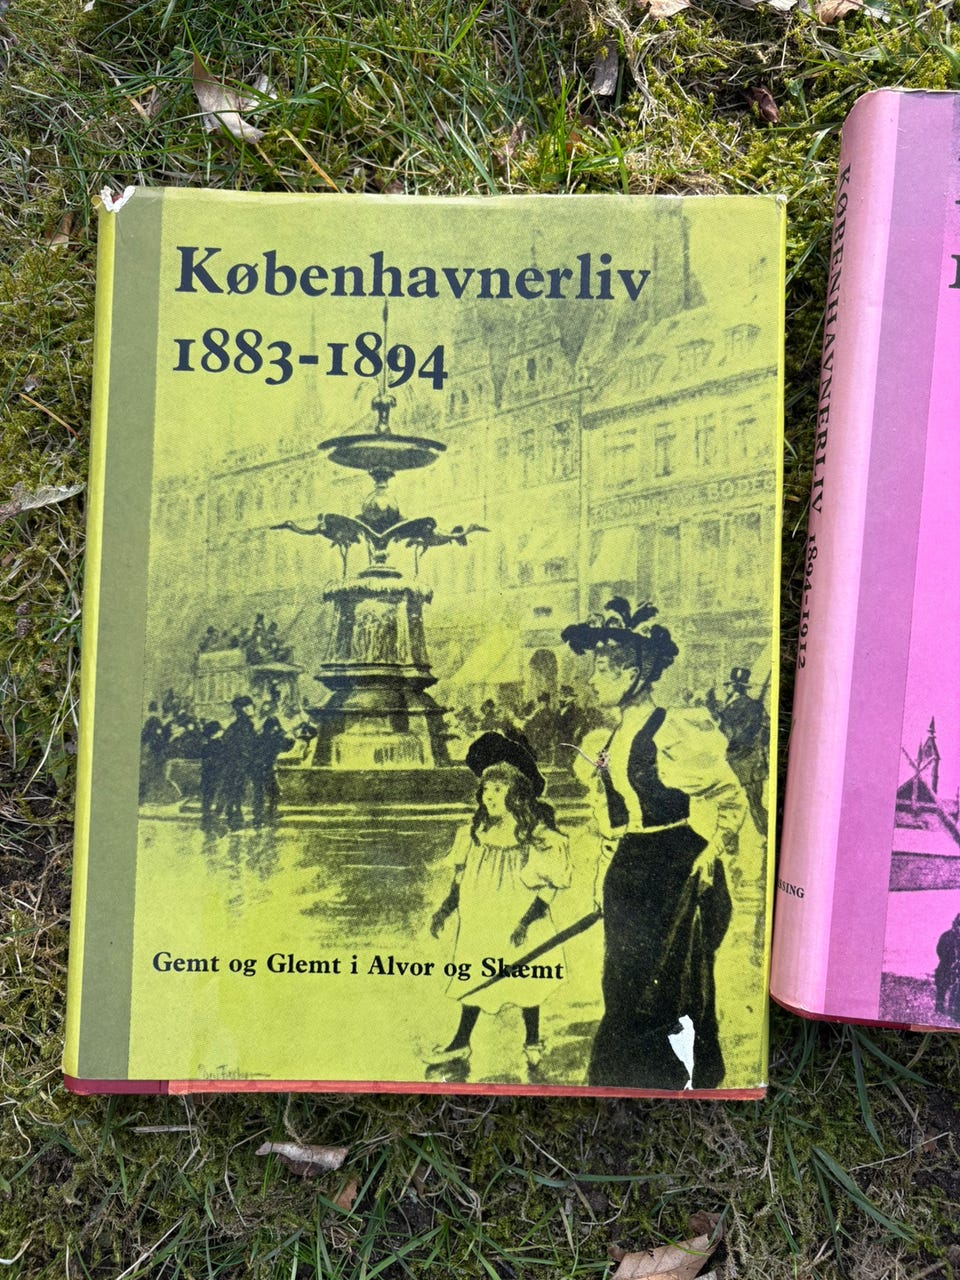 Københavnerliv
1883-1894
Gemt og Glemt i Alvor og Skæmt
KØBENHAVNERLIV 1894-1912